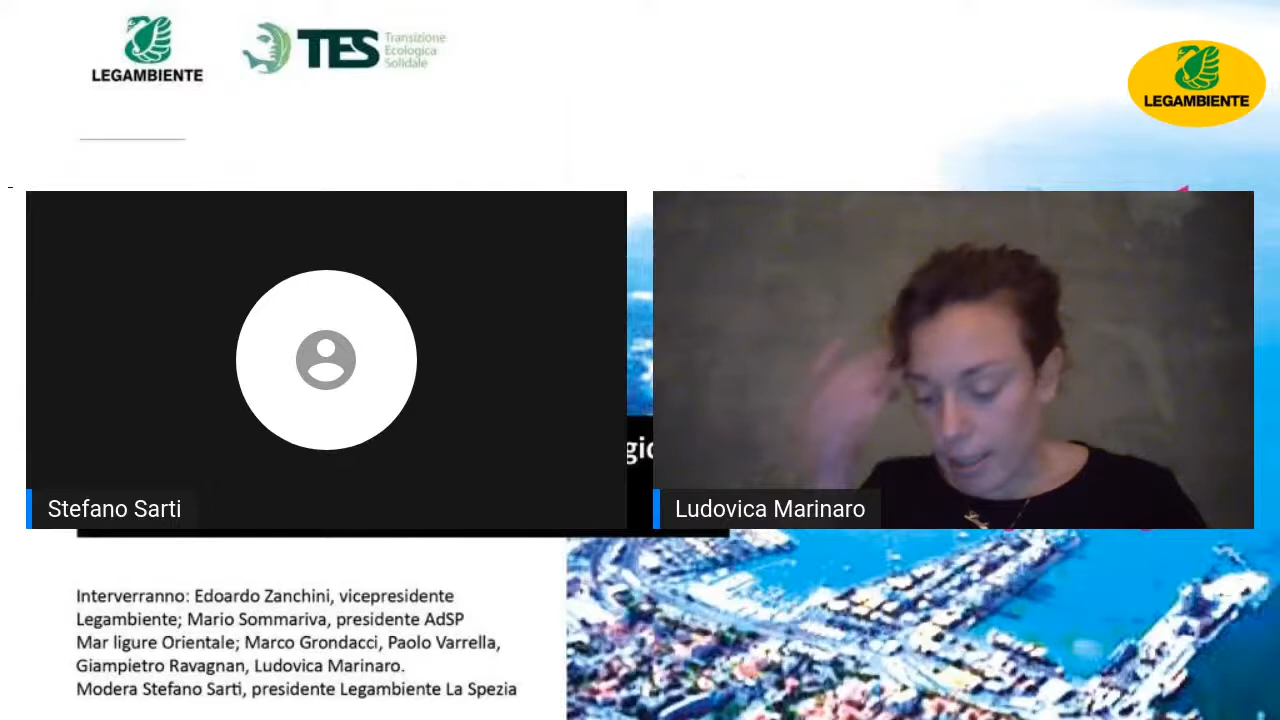 LEGAMBIENTE
TES
Transizione
Ecologica
Solidale
LEGAMBIENTE
Stefano Sarti
Ludovica Marinaro
Interverranno: Edoardo Zanchini, vicepresidente
Legambiente; Mario Sommariva, presidente AdSP
Mar ligure Orientale; Marco Grondacci, Paolo Varrella,
Giampietro Ravagnan, Ludovica Marinaro.
Modera Stefano Sarti, presidente Legambiente La Spezia